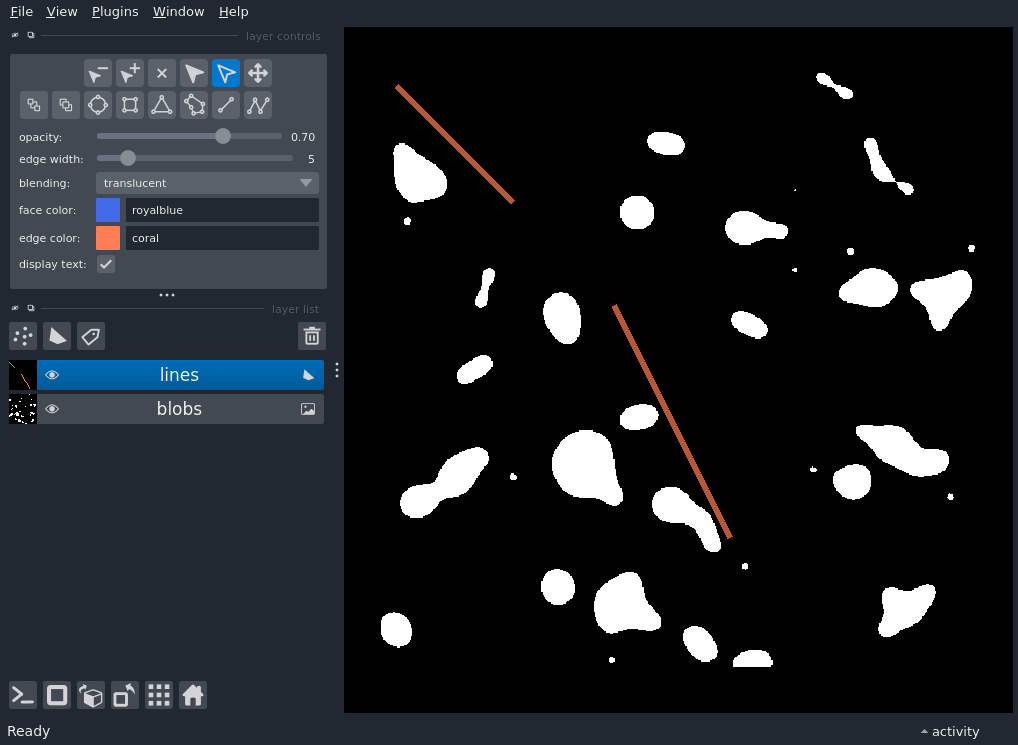 File View Plugins Window Help
layer controls
opacity: 0.70
edge width: 5
blending: translucent
face color: royalblue
edge color: coral
display text:
layer list
lines
blobs
Ready
activity